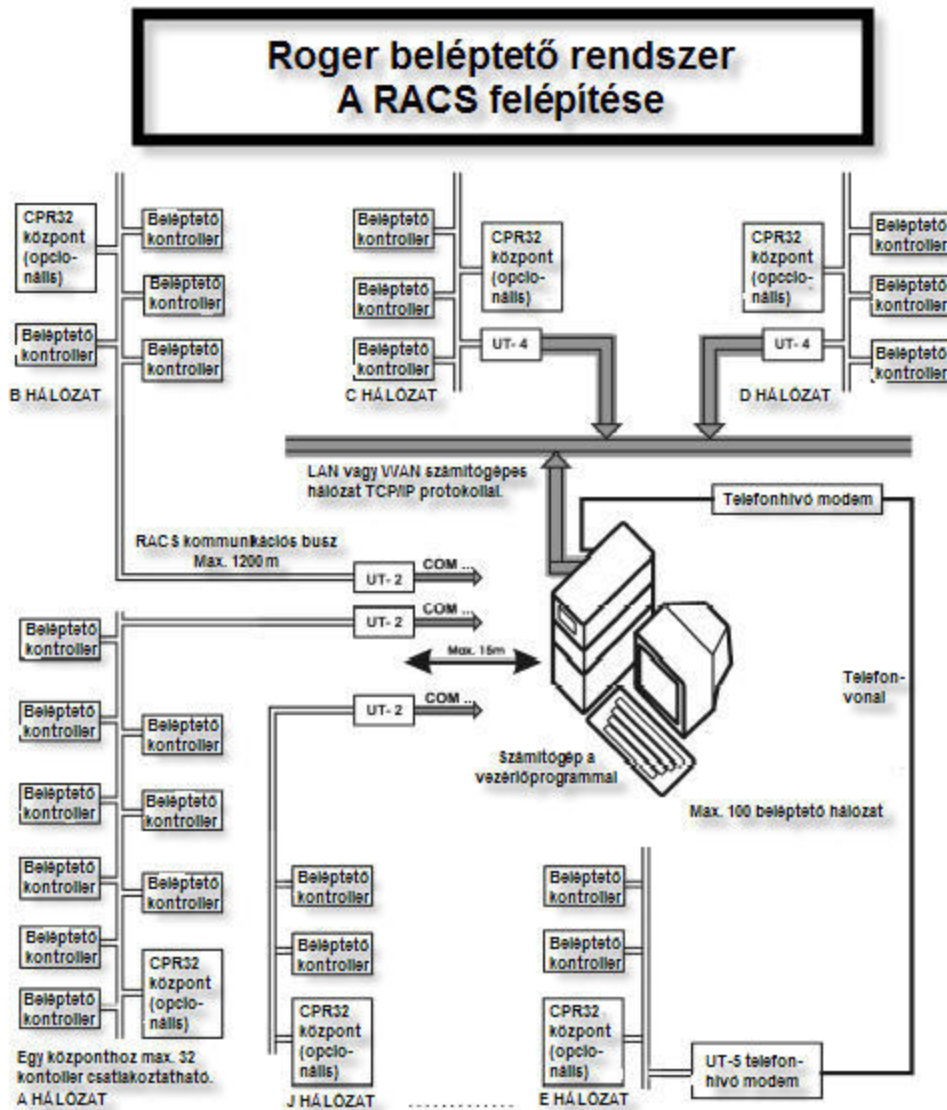 Roger beléptető rendszer
A RACS felépítése
CPR32
központ
(opcio-
nális)
Beléptető
kontroller
Beléptető
kontroller
Beléptető
kontroller
Beléptető
kontroller
B HÁLÓZAT
Beléptető
kontroller
Beléptető
kontroller
Beléptető
kontroller
CPR32
központ
(opcio-
nális)
UT- 4
C HÁLÓZAT
CPR32
központ
(opccio-
nális)
Beléptető
kontroller
Beléptető
kontroller
Beléptető
kontroller
UT- 4
D HÁLÓZAT
LAN vagy WAN számítógépes
hálózat TCP/IP protokollal.
Telefonhívó modem
RACS kommunikációs busz
Max. 1200 m
UT- 2
COM ...
UT- 2
COM ...
Max. 15m
UT- 2
COM ...
Telefon-
vonal
Számítógép a
vezérlőprogrammal
Max. 100 beléptető hálózat
Beléptető
kontroller
Beléptető
kontroller
Beléptető
kontroller
Beléptető
kontroller
Beléptető
kontroller
Beléptető
kontroller
Beléptető
kontroller
Beléptető
kontroller
Beléptető
kontroller
CPR32
központ
(opcio-
nális)
Egy központhoz max. 32
kontoller csatlakoztatható.
A HÁLÓZAT
Beléptető
kontroller
Beléptető
kontroller
CPR32
központ
(opcio-
nális)
J HÁLÓZAT
................
Beléptető
kontroller
Beléptető
kontroller
CPR32
központ
(opcio-
nális)
E HÁLÓZAT
UT-5 telefon-
hívó modem